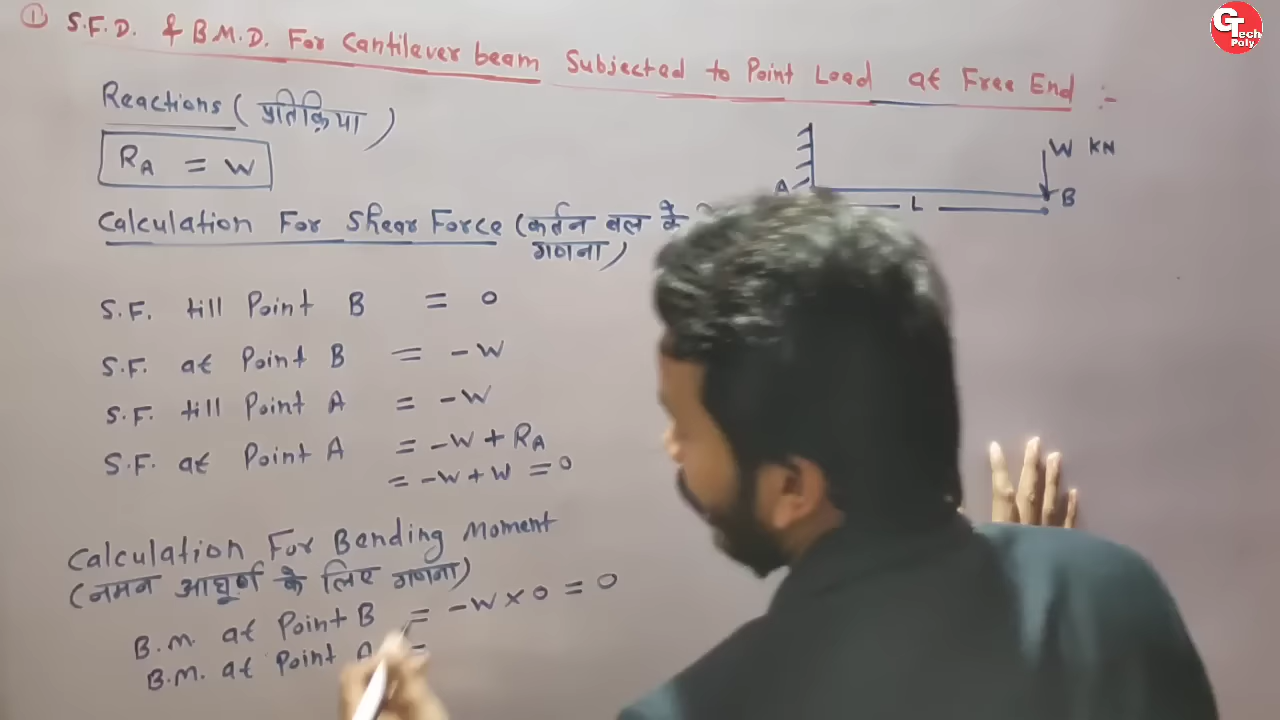 ① S.F.D. & B.M.D. For Cantilever beam Subjected to Point Load at Free End :-
GTech Poly
Reactions (प्रतिक्रिया)
RA = W
W KN
A
B
L
Calculation For Shear Force (कर्तन बल के
गणना)
S.F. till Point B = 0
S.F. at Point B = -W
S.F. till Point A = -W
S.F. at Point A = -W + RA
= -W + W = 0
Calculation For Bending Moment
(नमन आघूर्ण के लिए गणना)
B.M. at Point B = -W × 0 = 0
B.M. at Point A =